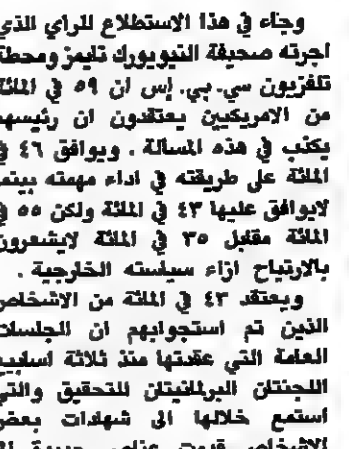 وجاء في هذا الاستطلاع للراي الذي
اجرته صحيفة النيويورك تايمز ومحطة
تلفزيون سي. بي. إس ان ٥٩ في المائة
من الامريكيين يعتقدون ان رئيسهم
يكذب في هذه المسالة . ويوافق ٤٦ في
المائة على طريقته في اداء مهمته بينما
لايوافق عليها ٤٣ في المائة ولكن ٥٥ في
المائة مقابل ٣٥ في المائة لايشعرون
بالارتياح ازاء سياسته الخارجية .
ويعتقد ٤٣ في المائة من الاشخاص
الذين تم استجوابهم ان الجلسات
العامة التي عقدتها منذ ثلاثة اسابيع
اللجنتان البرلمانيتان للتحقيق والتي
استمع خلالها الى شهادات بعض
الاشخاص